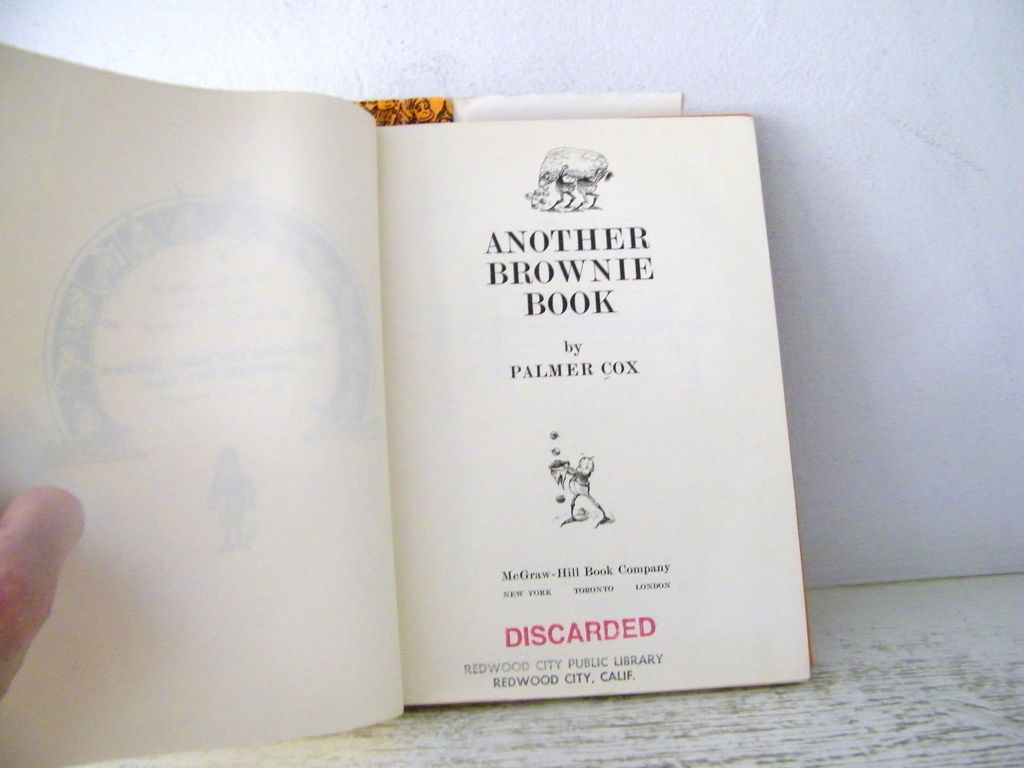 ANOTHER
BROWNIE
BOOK
by
PALMER COX
McGraw-Hill Book Company
NEW YORK TORONTO LONDON
DISCARDED
REDWOOD CITY PUBLIC LIBRARY
REDWOOD CITY, CALIF.